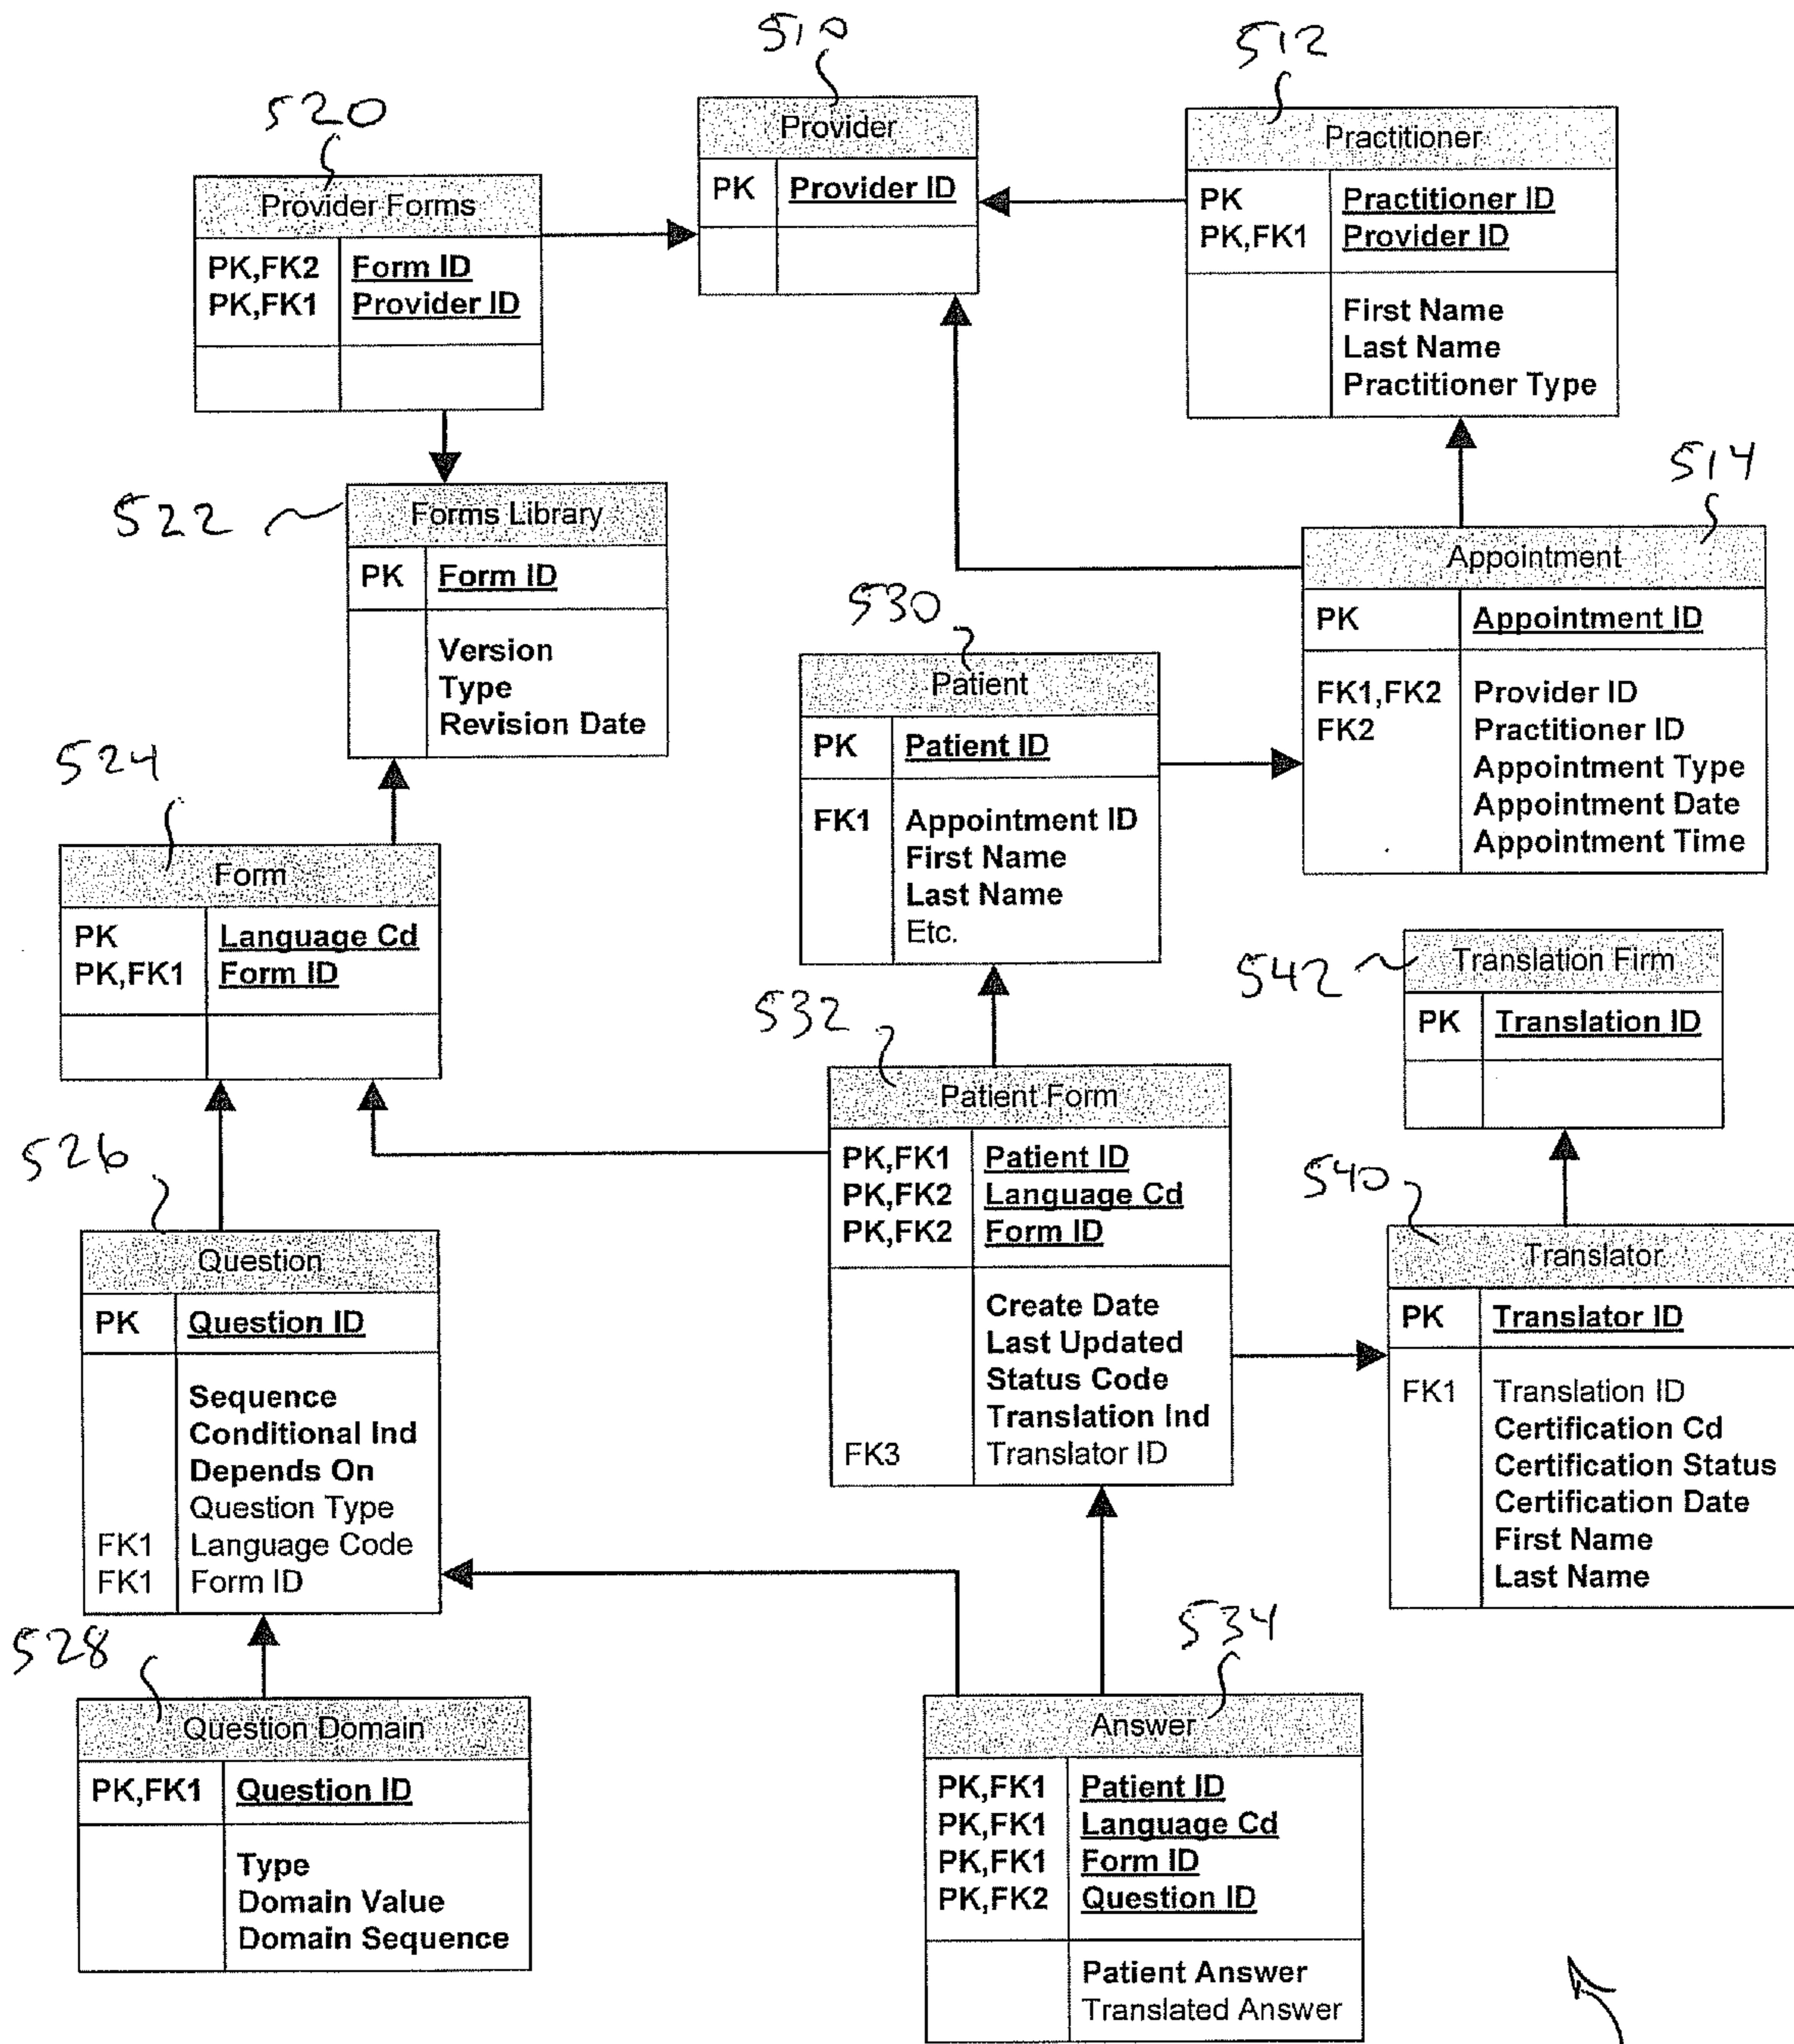 510
512
520
Provider
PK Provider ID
Practitioner
PK Practitioner ID
PK,FK1 Provider ID
First Name
Last Name
Practitioner Type
Provider Forms
PK,FK2 Form ID
PK,FK1 Provider ID
514
522
Forms Library
PK Form ID
Version
Type
Revision Date
Appointment
PK Appointment ID
FK1,FK2 Provider ID
FK2 Practitioner ID
Appointment Type
Appointment Date
Appointment Time
530
Patient
PK Patient ID
FK1 Appointment ID
First Name
Last Name
Etc.
524
Form
PK Language Cd
PK,FK1 Form ID
542
Translation Firm
PK Translation ID
532
Patient Form
PK,FK1 Patient ID
PK,FK2 Language Cd
PK,FK2 Form ID
Create Date
Last Updated
Status Code
Translation Ind
FK3 Translator ID
526
Question
PK Question ID
Sequence
Conditional Ind
Depends On
Question Type
FK1 Language Code
FK1 Form ID
540
Translator
PK Translator ID
FK1 Translation ID
Certification Cd
Certification Status
Certification Date
First Name
Last Name
528
Question Domain
PK,FK1 Question ID
Type
Domain Value
Domain Sequence
534
Answer
PK,FK1 Patient ID
PK,FK1 Language Cd
PK,FK1 Form ID
PK,FK2 Question ID
Patient Answer
Translated Answer